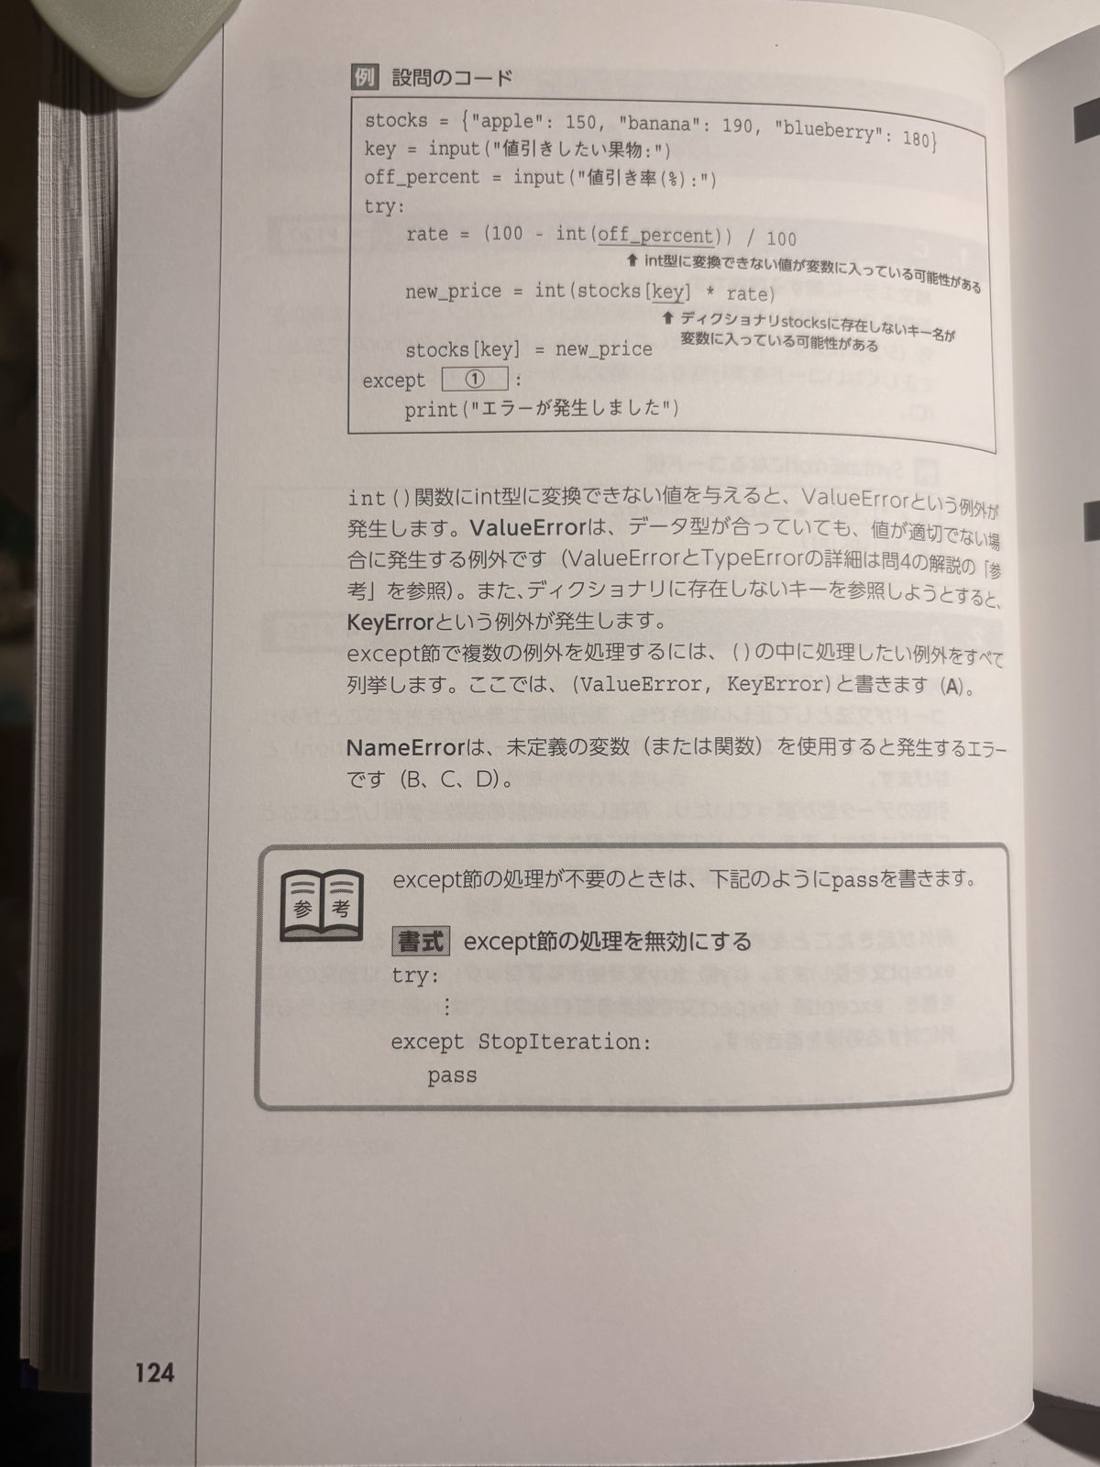 例 設問のコード
stocks = {"apple": 150, "banana": 190, "blueberry": 180}
key = input("値引きしたい果物:")
off_percent = input("値引き率(%):")
try:
rate = (100 - int(off_percent)) / 100
⬆ int型に変換できない値が変数に入っている可能性がある
new_price = int(stocks[key] * rate)
⬆ ディクショナリstocksに存在しないキー名が
変数に入っている可能性がある
stocks[key] = new_price
except ① :
print("エラーが発生しました")
int()関数にint型に変換できない値を与えると、ValueErrorという例外が
発生します。ValueErrorは、データ型が合っていても、値が適切でない場
合に発生する例外です（ValueErrorとTypeErrorの詳細は問4の解説の「参
考」を参照）。また、ディクショナリに存在しないキーを参照しようとすると、
KeyErrorという例外が発生します。
except節で複数の例外を処理するには、()の中に処理したい例外をすべて
列挙します。ここでは、(ValueError, KeyError)と書きます（A）。
NameErrorは、未定義の変数（または関数）を使用すると発生するエラー
です（B、C、D）。
参考
except節の処理が不要のときは、下記のようにpassを書きます。
書式 except節の処理を無効にする
try:
⋮
except StopIteration:
pass
124